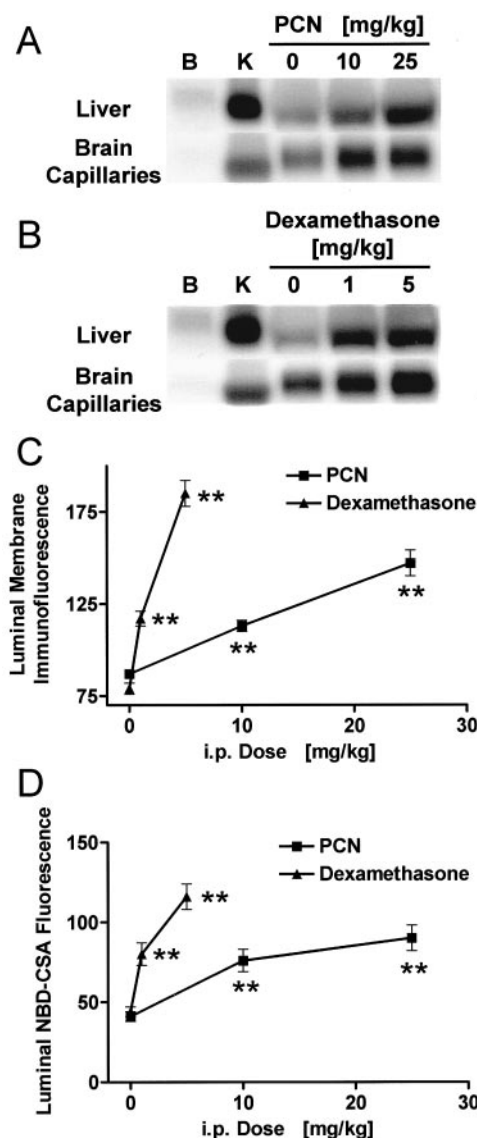 A
PCN [mg/kg]
B K 0 10 25
Liver
Brain
Capillaries
B
Dexamethasone
[mg/kg]
B K 0 1 5
Liver
Brain
Capillaries
C
PCN
Dexamethasone
Luminal Membrane
Immunofluorescence
175
125
75
**
**
**
**
0 10 20 30
i.p. Dose [mg/kg]
D
PCN
Dexamethasone
Luminal NBD-CSA Fluorescence
150
100
50
0
**
**
**
**
0 10 20 30
i.p. Dose [mg/kg]